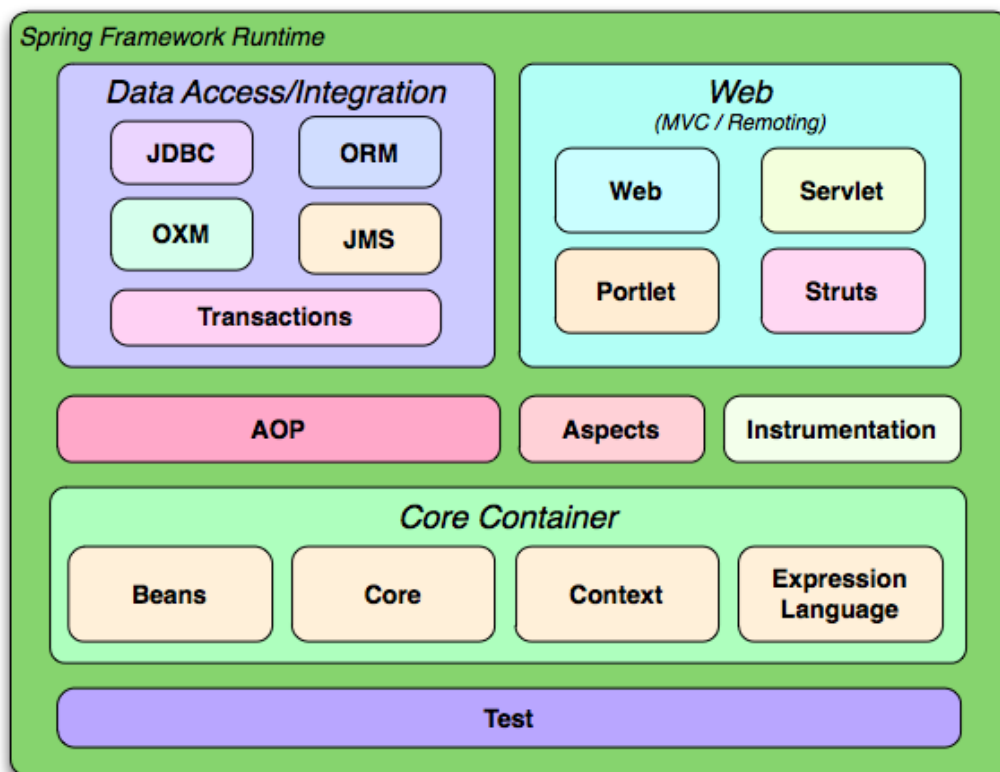 Spring Framework Runtime
Data Access/Integration
JDBC
ORM
OXM
JMS
Transactions
Web
(MVC / Remoting)
Web
Servlet
Portlet
Struts
AOP
Aspects
Instrumentation
Core Container
Beans
Core
Context
Expression
Language
Test